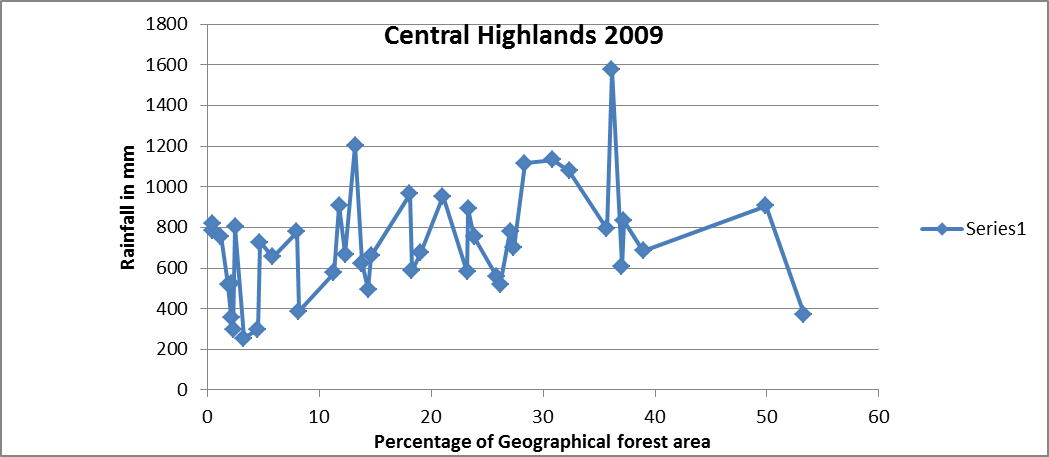 Central Highlands 2009
Rainfall in mm
1800
1600
1400
1200
1000
800
600
400
200
0
0 10 20 30 40 50 60
Percentage of Geographical forest area
Series1